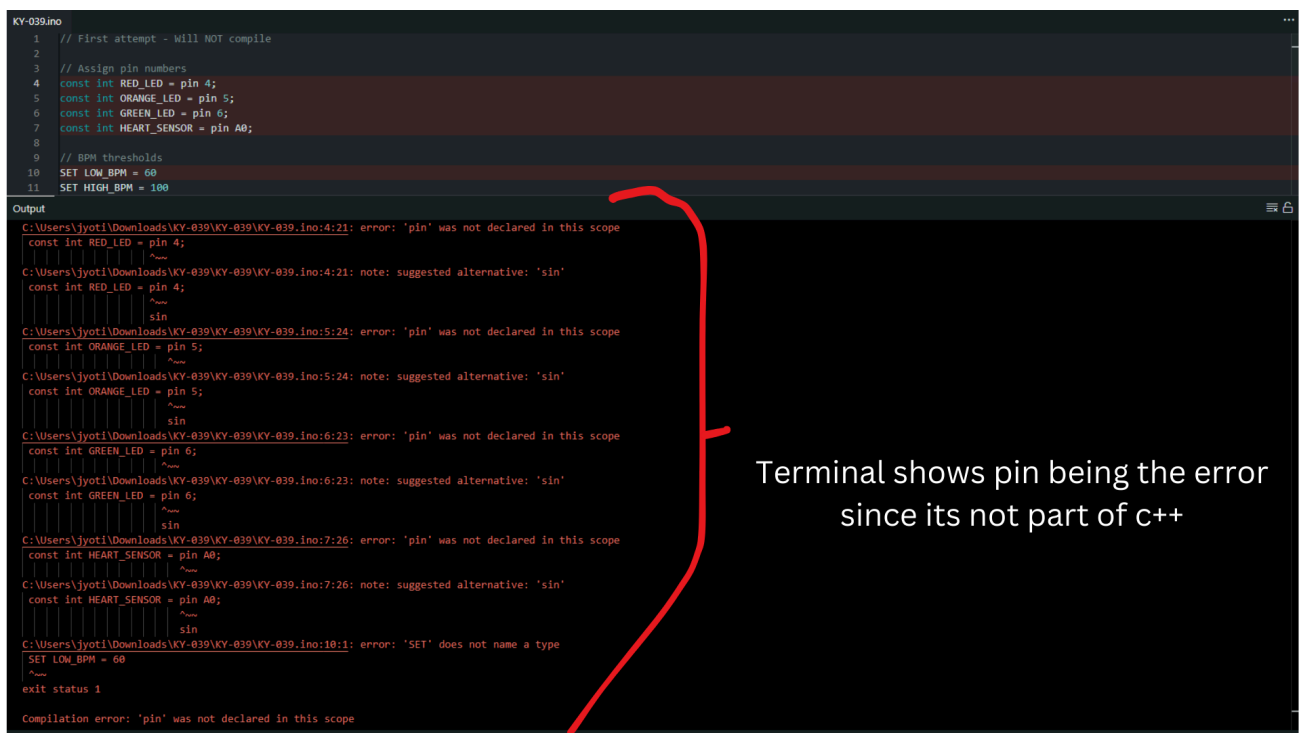 KY-039.ino
...
1 // First attempt - Will NOT compile
2
3 // Assign pin numbers
4 const int RED_LED = pin 4;
5 const int ORANGE_LED = pin 5;
6 const int GREEN_LED = pin 6;
7 const int HEART_SENSOR = pin A0;
8
9 // BPM thresholds
10 SET LOW_BPM = 60
11 SET HIGH_BPM = 100
Output
C:\Users\jyoti\Downloads\KY-039\KY-039\KY-039.ino:4:21: error: 'pin' was not declared in this scope
const int RED_LED = pin 4;
^~~
C:\Users\jyoti\Downloads\KY-039\KY-039\KY-039.ino:4:21: note: suggested alternative: 'sin'
const int RED_LED = pin 4;
^~~
sin
C:\Users\jyoti\Downloads\KY-039\KY-039\KY-039.ino:5:24: error: 'pin' was not declared in this scope
const int ORANGE_LED = pin 5;
^~~
C:\Users\jyoti\Downloads\KY-039\KY-039\KY-039.ino:5:24: note: suggested alternative: 'sin'
const int ORANGE_LED = pin 5;
^~~
sin
C:\Users\jyoti\Downloads\KY-039\KY-039\KY-039.ino:6:23: error: 'pin' was not declared in this scope
const int GREEN_LED = pin 6;
^~~
C:\Users\jyoti\Downloads\KY-039\KY-039\KY-039.ino:6:23: note: suggested alternative: 'sin'
const int GREEN_LED = pin 6;
^~~
sin
C:\Users\jyoti\Downloads\KY-039\KY-039\KY-039.ino:7:26: error: 'pin' was not declared in this scope
const int HEART_SENSOR = pin A0;
^~~
C:\Users\jyoti\Downloads\KY-039\KY-039\KY-039.ino:7:26: note: suggested alternative: 'sin'
const int HEART_SENSOR = pin A0;
^~~
sin
C:\Users\jyoti\Downloads\KY-039\KY-039\KY-039.ino:10:1: error: 'SET' does not name a type
SET LOW_BPM = 60
^~~
exit status 1
Compilation error: 'pin' was not declared in this scope
Terminal shows pin being the error
since its not part of c++